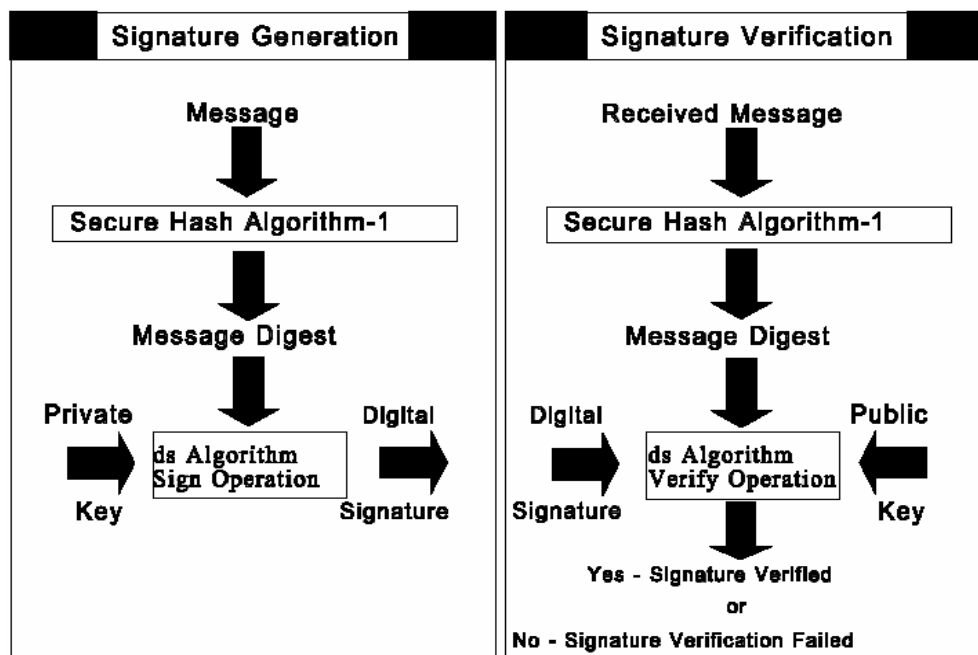 Signature Generation
Message
Secure Hash Algorithm-1
Message Digest
Private
Key
ds Algorithm
Sign Operation
Digital
Signature
Signature Verification
Received Message
Secure Hash Algorithm-1
Message Digest
Digital
Signature
ds Algorithm
Verify Operation
Public
Key
Yes - Signature Verified
or
No - Signature Verification Failed